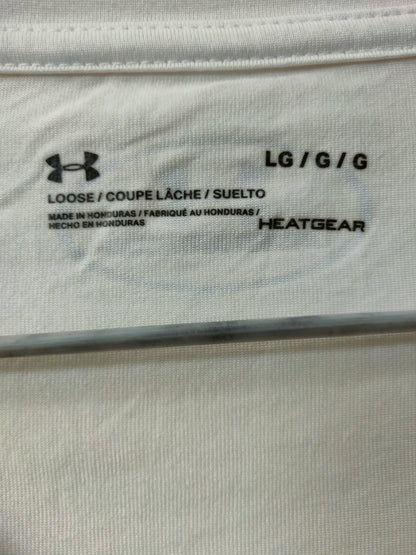 LG / G / G
LOOSE / COUPE LÂCHE / SUELTO
MADE IN HONDURAS / FABRIQUÉ AU HONDURAS /
HECHO EN HONDURAS
HEATGEAR